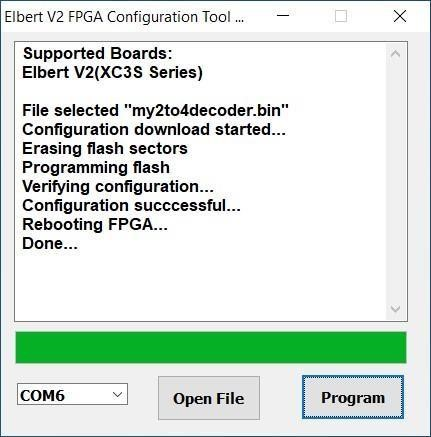 Elbert V2 FPGA Configuration Tool ...
Supported Boards:
Elbert V2(XC3S Series)
File selected "my2to4decoder.bin"
Configuration download started...
Erasing flash sectors
Programming flash
Verifying configuration...
Configuration succcessful...
Rebooting FPGA...
Done...
COM6
Open File
Program